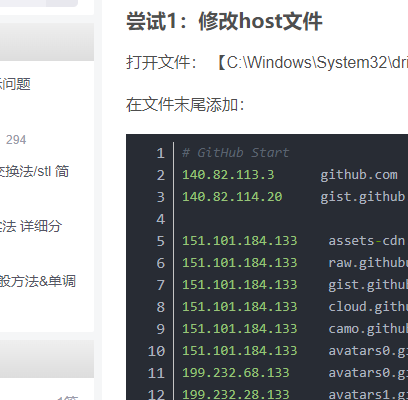 尝试1：修改host文件
打开文件： 【C:\Windows\System32\dri
问题
在文件末尾添加：
294
变换法/stl 简
法 详细分
般方法&单调
1 # GitHub Start
2 140.82.113.3 github.com
3 140.82.114.20 gist.github
4
5 151.101.184.133 assets-cdn
6 151.101.184.133 raw.githubu
7 151.101.184.133 gist.github
8 151.101.184.133 cloud.githu
9 151.101.184.133 camo.github
10 151.101.184.133 avatars0.gi
11 199.232.68.133 avatars0.gi
12 199.232.28.133 avatars1.gi